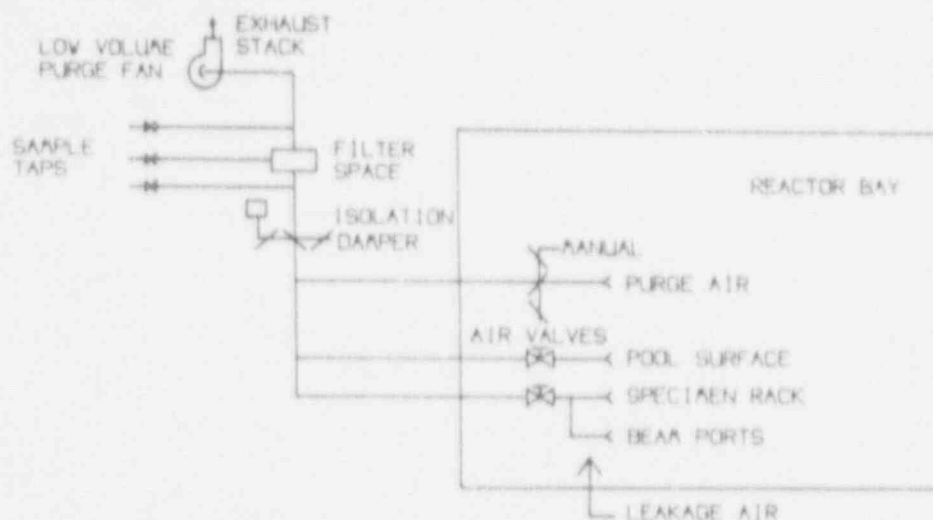 EXHAUST
STACK
LOW VOLUME
PURGE FAN
SAMPLE
TAPS
FILTER
SPACE
REACTOR BAY
ISOLATION
DAMPER
MANUAL
PURGE AIR
AIR VALVES
POOL SURFACE
SPECIMEN RACK
BEAM PORTS
LEAKAGE AIR